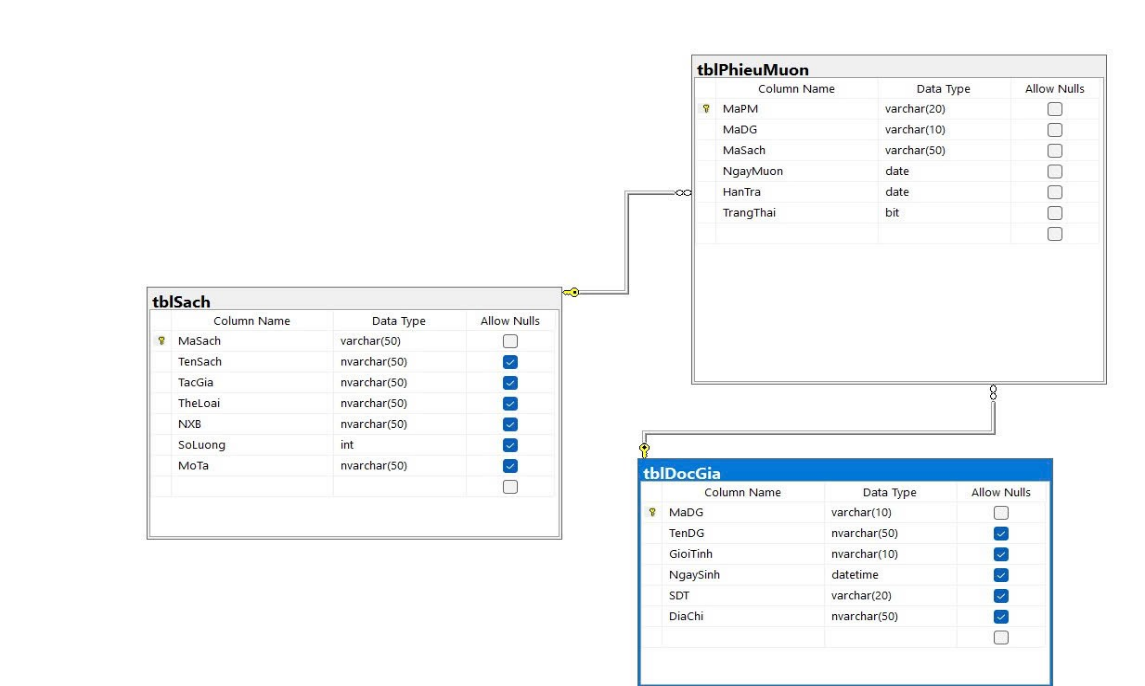 tblPhieuMuon
Column Name Data Type Allow Nulls
MaPM varchar(20)
MaDG varchar(10)
MaSach varchar(50)
NgayMuon date
HanTra date
TrangThai bit
tblSach
Column Name Data Type Allow Nulls
MaSach varchar(50)
TenSach nvarchar(50)
TacGia nvarchar(50)
TheLoai nvarchar(50)
NXB nvarchar(50)
SoLuong int
MoTa nvarchar(50)
tblDocGia
Column Name Data Type Allow Nulls
MaDG varchar(10)
TenDG nvarchar(50)
GioiTinh nvarchar(10)
NgaySinh datetime
SDT varchar(20)
DiaChi nvarchar(50)